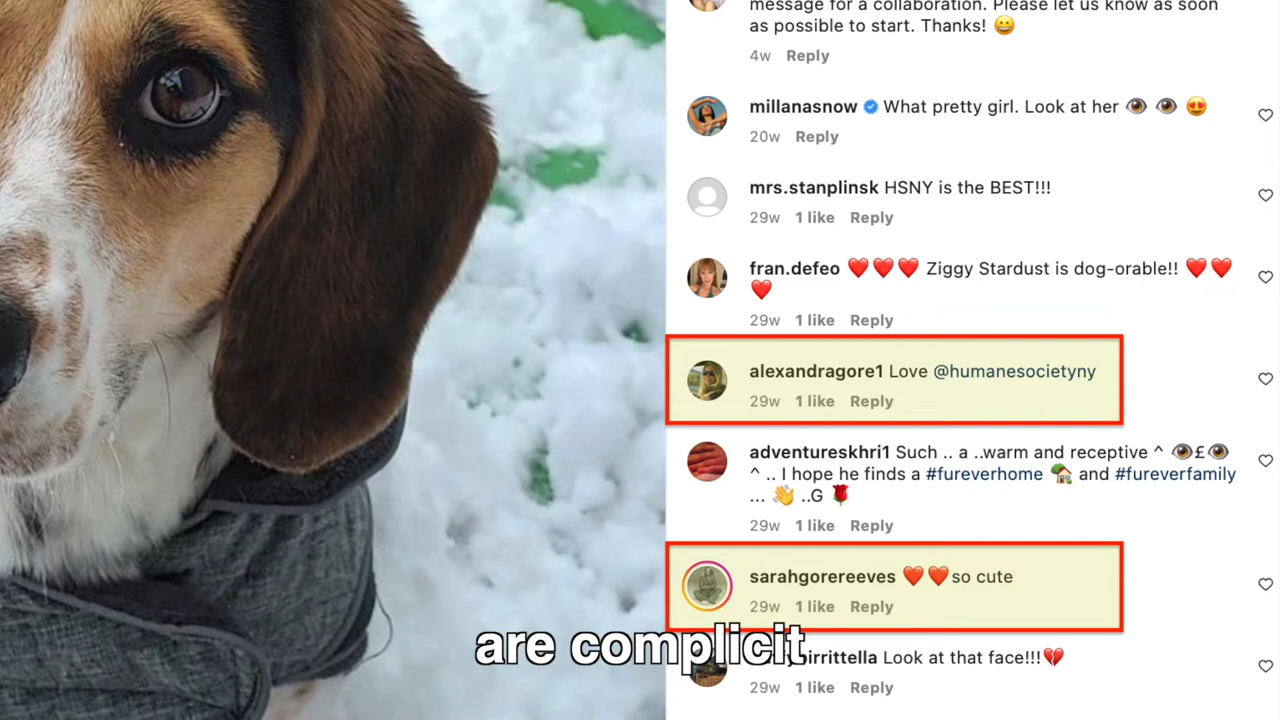 message for a collaboration. Please let us know as soon
as possible to start. Thanks! 😀
4w Reply
millanasnow What pretty girl. Look at her 👁 👁 😍
20w Reply
mrs.stanplinsk HSNY is the BEST!!!
29w 1 like Reply
fran.defeo ❤️❤️❤️ Ziggy Stardust is dog-orable!! ❤️❤️
❤️
29w 1 like Reply
alexandragore1 Love @humanesocietyny
29w 1 like Reply
adventureskhri1 Such .. a ..warm and receptive ^ 👁£👁
^ .. I hope he finds a #fureverhome 🏡 and #fureverfamily
... 👋 ..G 🌹
29w 1 like Reply
sarahgorereeves ❤️❤️so cute
29w 1 like Reply
are complicit
birrittella Look at that face!!!💔
29w 1 like Reply